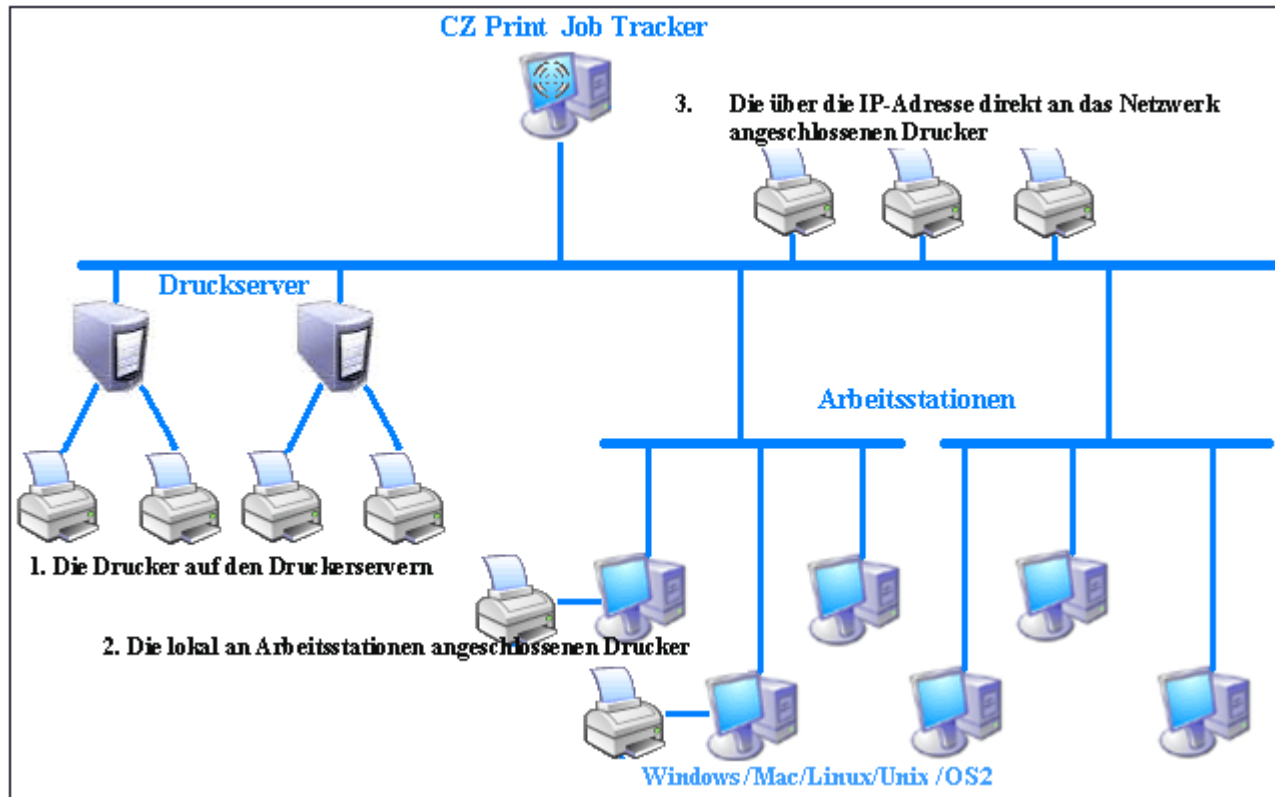 CZ Print Job Tracker
3. Die über die IP-Adresse direkt an das Netzwerk
angeschlossenen Drucker
Druckserver
Arbeitsstationen
1. Die Drucker auf den Druckerservern
2. Die lokal an Arbeitsstationen angeschlossenen Drucker
Windows/Mac/Linux/Unix/OS2